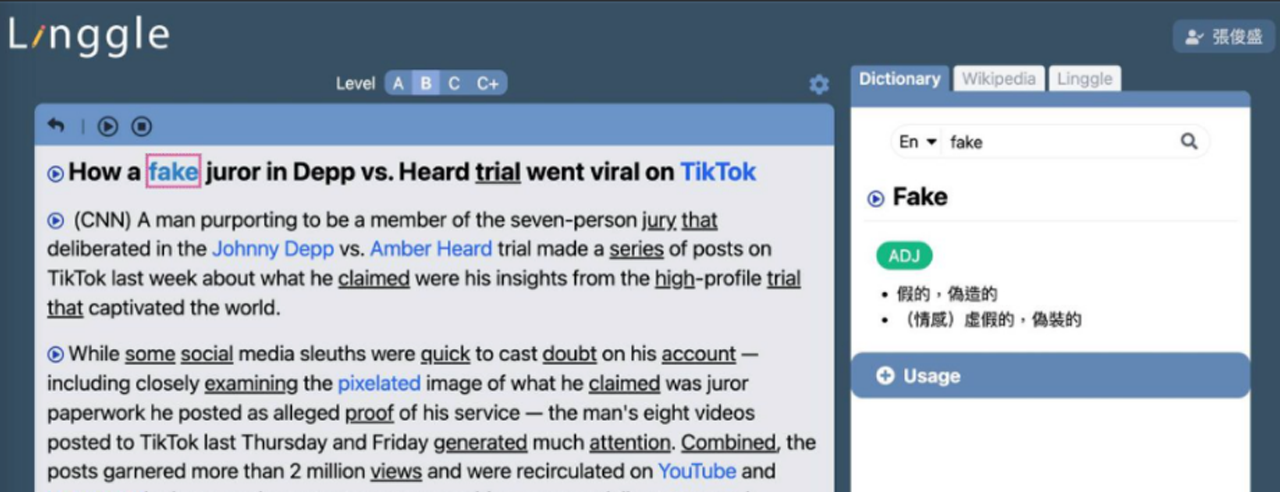 Linggle
張俊盛
Level A B C C+
Dictionary Wikipedia Linggle
How a fake juror in Depp vs. Heard trial went viral on TikTok
(CNN) A man purporting to be a member of the seven-person jury that
deliberated in the Johnny Depp vs. Amber Heard trial made a series of posts on
TikTok last week about what he claimed were his insights from the high-profile trial
that captivated the world.
While some social media sleuths were quick to cast doubt on his account —
including closely examining the pixelated image of what he claimed was juror
paperwork he posted as alleged proof of his service — the man's eight videos
posted to TikTok last Thursday and Friday generated much attention. Combined, the
posts garnered more than 2 million views and were recirculated on YouTube and
En fake
Fake
ADJ
• 假的，偽造的
• （情感）虛假的，偽裝的
Usage